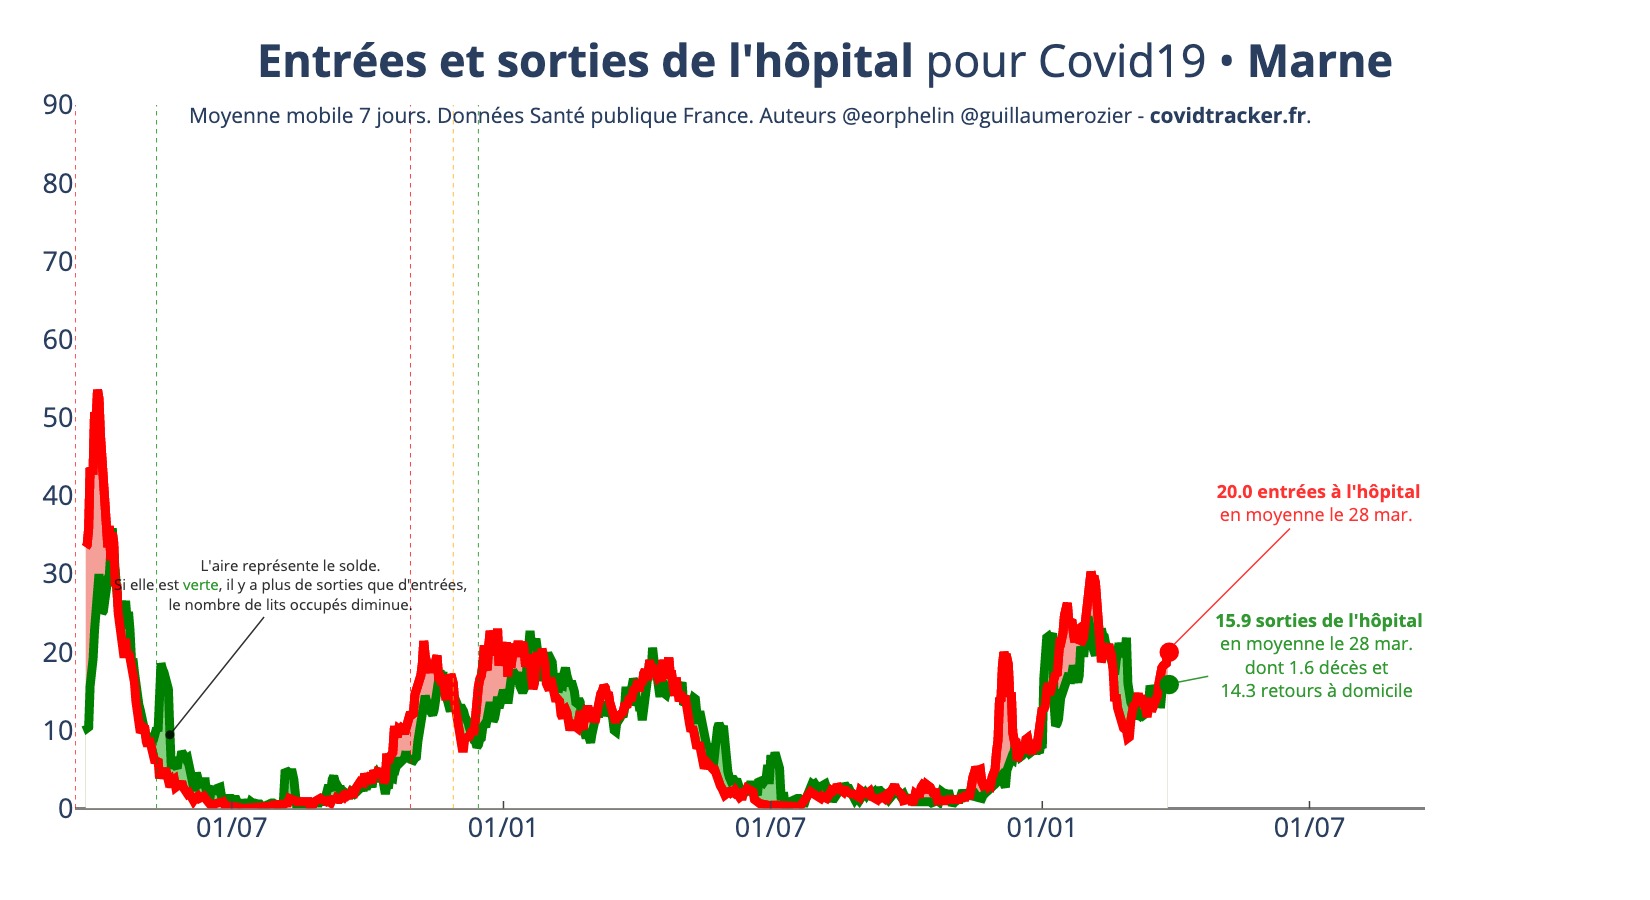 Entrées et sorties de l'hôpital pour Covid19 • Marne
Moyenne mobile 7 jours. Données Santé publique France. Auteurs @eorphelin @guillaumerozier - covidtracker.fr.
90
80
70
60
50
40
30
20
10
0
20.0 entrées à l'hôpital
en moyenne le 28 mar.
L'aire représente le solde.
Si elle est verte, il y a plus de sorties que d'entrées,
le nombre de lits occupés diminue.
15.9 sorties de l'hôpital
en moyenne le 28 mar.
dont 1.6 décès et
14.3 retours à domicile
01/07
01/01
01/07
01/01
01/07